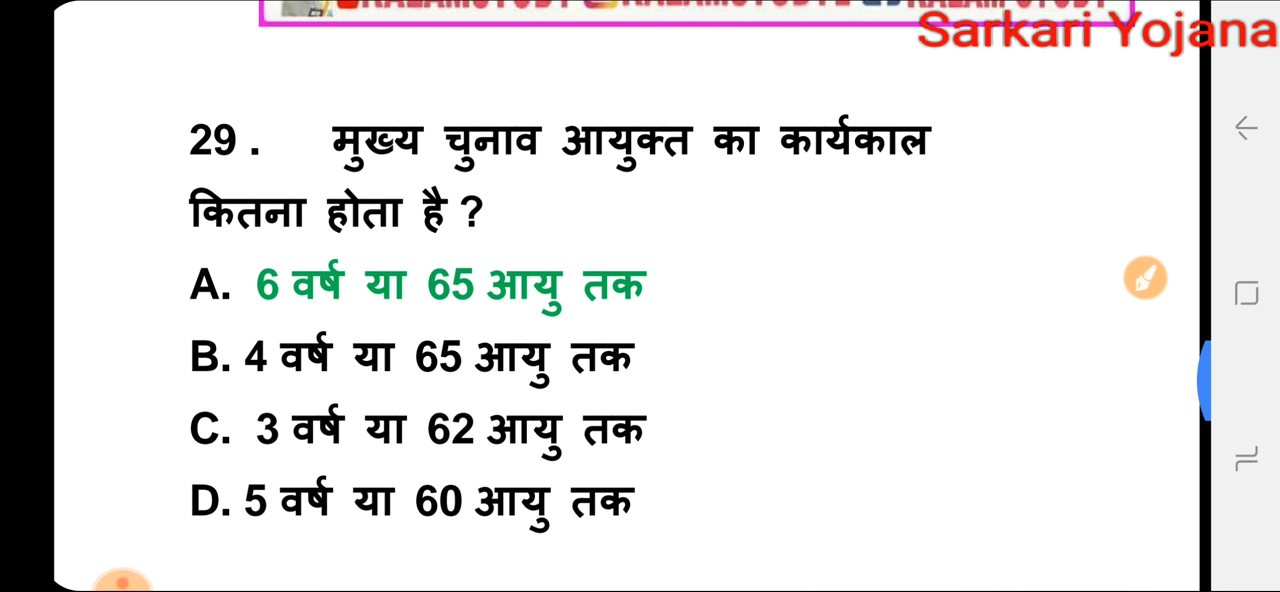 Sarkari Yojana
29 . मुख्य चुनाव आयुक्त का कार्यकाल
कितना होता है ?
A. 6 वर्ष या 65 आयु तक
B. 4 वर्ष या 65 आयु तक
C. 3 वर्ष या 62 आयु तक
D. 5 वर्ष या 60 आयु तक